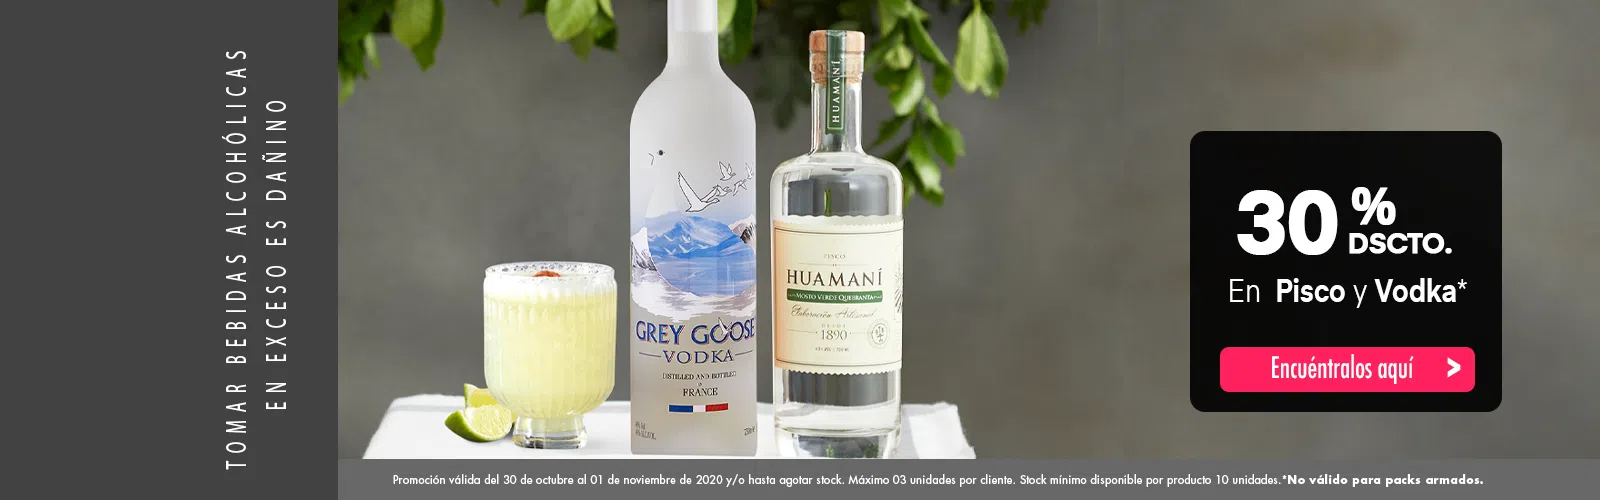 TOMAR BEBIDAS ALCOHÓLICAS
EN EXCESO ES DAÑINO
GREY GOOSE
VODKA
DISTILLED AND BOTTLED
FRANCE
HUAMANÍ
PISCO
HUAMANÍ
MOSTO VERDE QUEBRANTA
Elaboración Artesanal
DESDE
1890
30%
DSCTO.
En Pisco y Vodka*
Encuéntralos aquí >
Promoción válida del 30 de octubre al 01 de noviembre de 2020 y/o hasta agotar stock. Máximo 03 unidades por cliente. Stock mínimo disponible por producto 10 unidades.*No válido para packs armados.